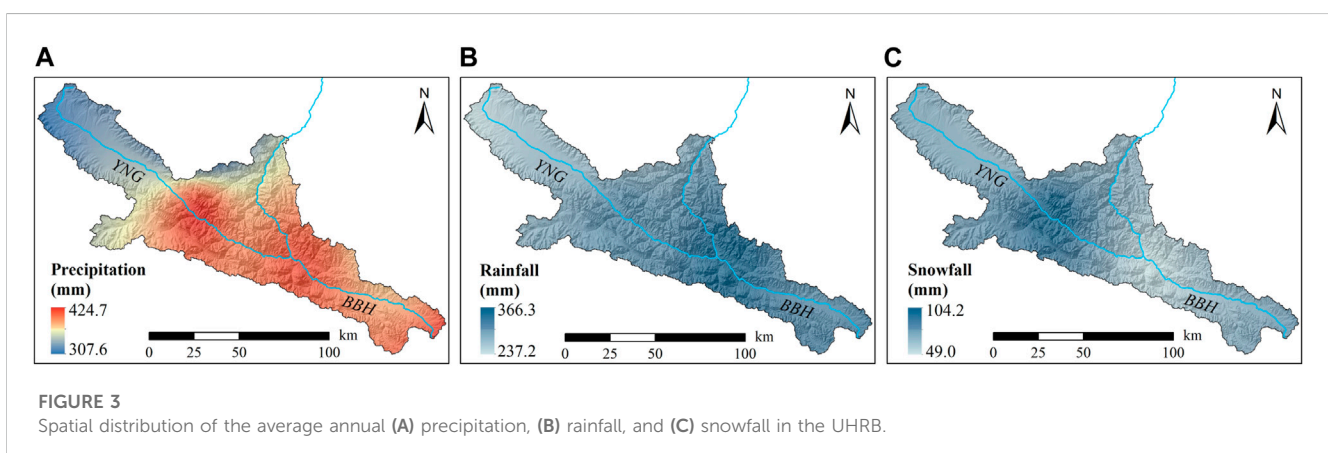 A
N
YNG
BBH
Precipitation
(mm)
424.7
307.6
km
0 25 50 100
B
N
YNG
BBH
Rainfall
(mm)
366.3
237.2
km
0 25 50 100
C
N
YNG
BBH
Snowfall
(mm)
104.2
49.0
km
0 25 50 100
FIGURE 3
Spatial distribution of the average annual (A) precipitation, (B) rainfall, and (C) snowfall in the UHRB.